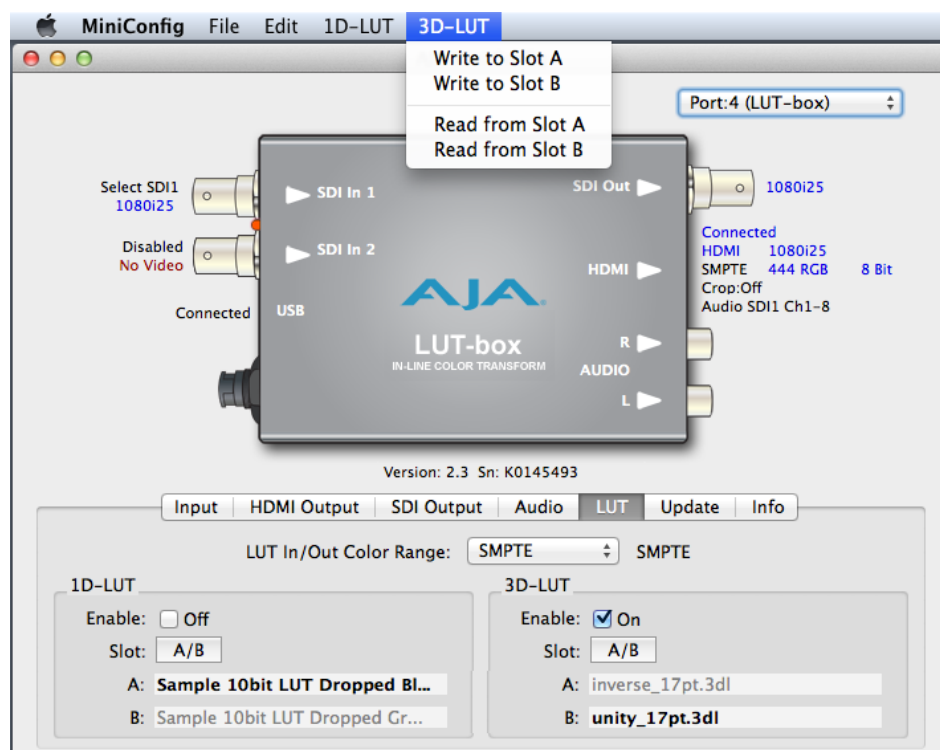 MiniConfig File Edit 1D-LUT 3D-LUT
Write to Slot A
Write to Slot B
Read from Slot A
Read from Slot B
Port:4 (LUT-box)
Select SDI1
1080i25
SDI In 1
SDI Out
1080i25
Disabled
No Video
SDI In 2
HDMI
Connected
HDMI 1080i25
SMPTE 444 RGB 8 Bit
Crop:Off
Audio SDI1 Ch1-8
Connected
USB
AJA
LUT-box
IN-LINE COLOR TRANSFORM
R
AUDIO
L
Version: 2.3 Sn: K0145493
Input HDMI Output SDI Output Audio LUT Update Info
LUT In/Out Color Range: SMPTE SMPTE
1D-LUT
Enable: Off
Slot: A/B
A: Sample 10bit LUT Dropped Bl...
B: Sample 10bit LUT Dropped Gr...
3D-LUT
Enable: On
Slot: A/B
A: inverse_17pt.3dl
B: unity_17pt.3dl